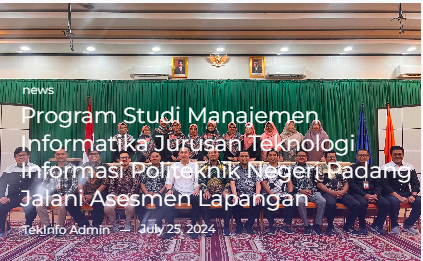 news
Program Studi Manajemen
Informatika Jurusan Teknologi
Informasi Politeknik Negeri Padang
Jalani Asesmen Lapangan
TekInfo Admin — July 25, 2024